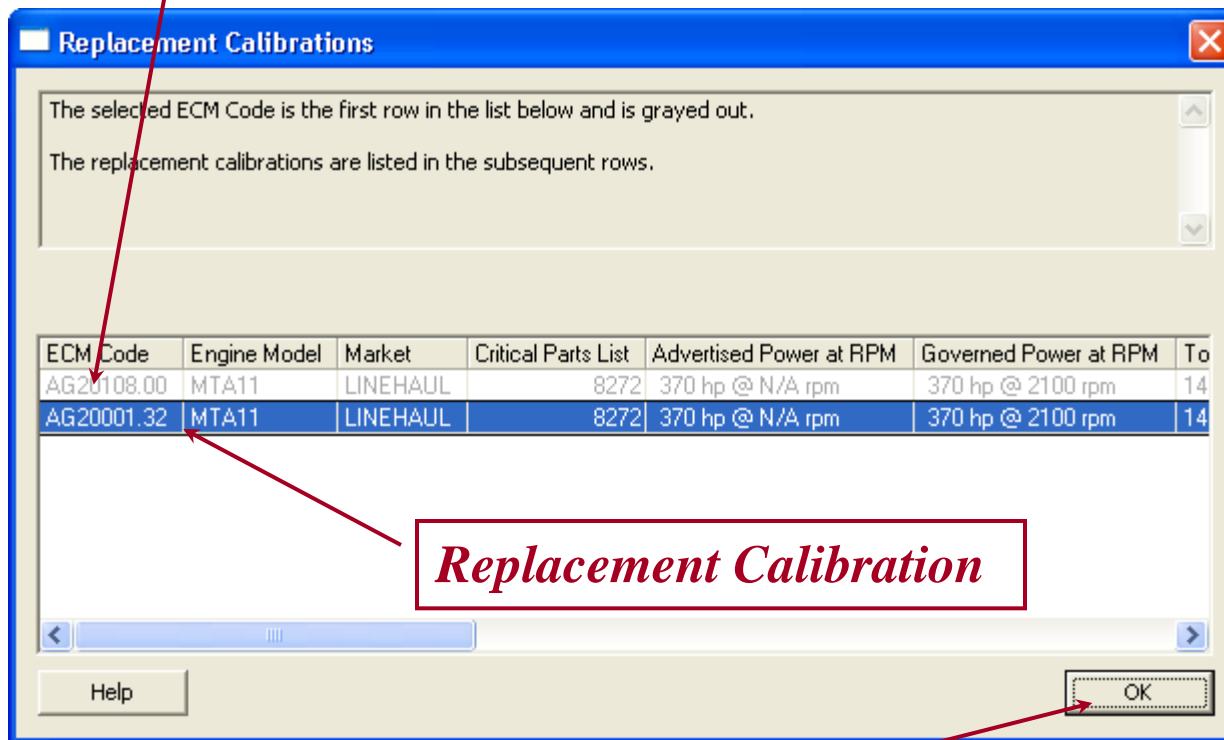 Replacement Calibrations
The selected ECM Code is the first row in the list below and is grayed out.
The replacement calibrations are listed in the subsequent rows.
ECM Code Engine Model Market Critical Parts List Advertised Power at RPM Governed Power at RPM To
AG20108.00 MTA11 LINEHAUL 8272 370 hp @ N/A rpm 370 hp @ 2100 rpm 14
AG20001.32 MTA11 LINEHAUL 8272 370 hp @ N/A rpm 370 hp @ 2100 rpm 14
Replacement Calibration
Help OK